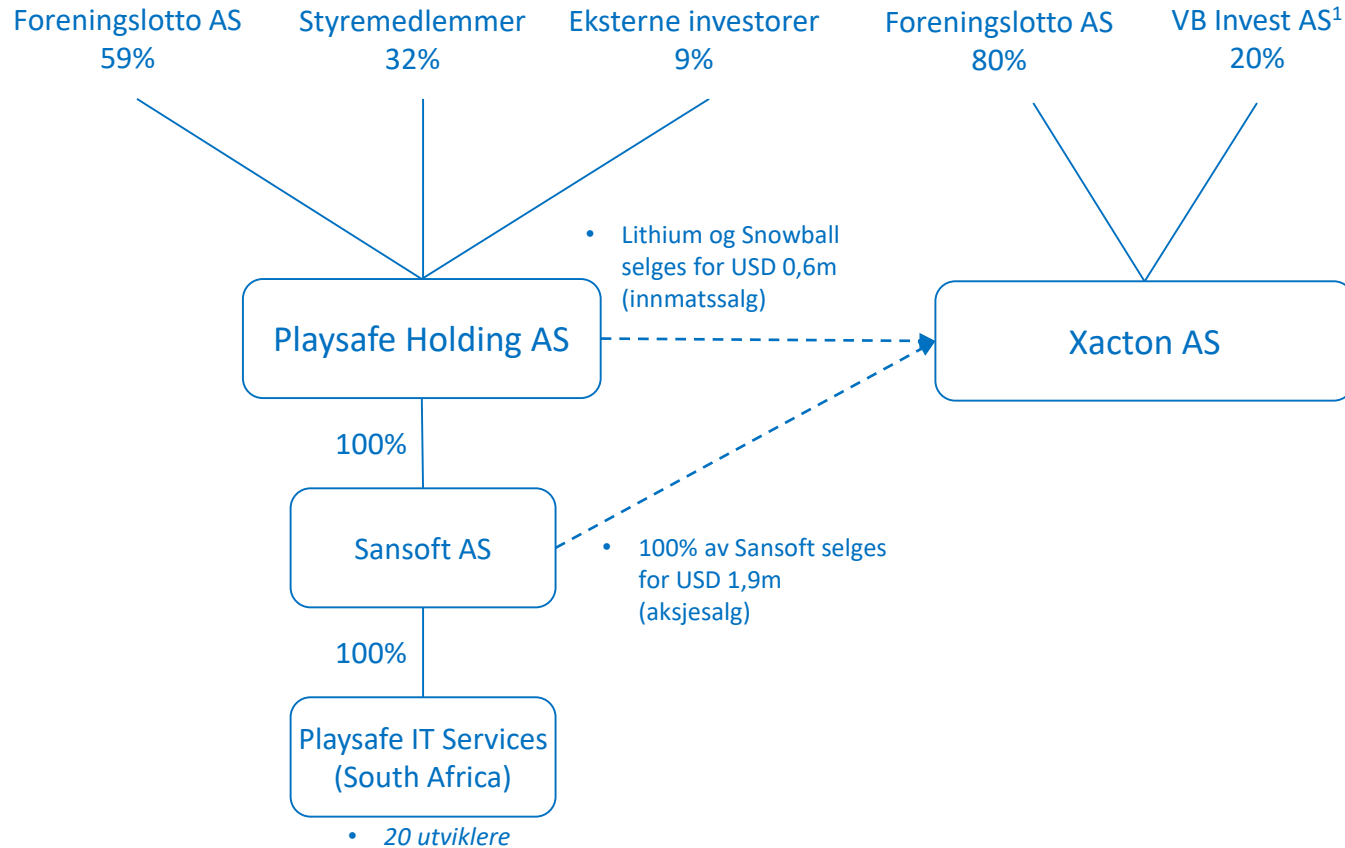 Foreningslotto AS
59%
Styremedlemmer
32%
Eksterne investorer
9%
Foreningslotto AS
80%
VB Invest AS¹
20%
• Lithium og Snowball
selges for USD 0,6m
(innmatssalg)
Playsafe Holding AS
Xacton AS
100%
Sansoft AS
• 100% av Sansoft selges
for USD 1,9m
(aksjesalg)
100%
Playsafe IT Services
(South Africa)
• 20 utviklere